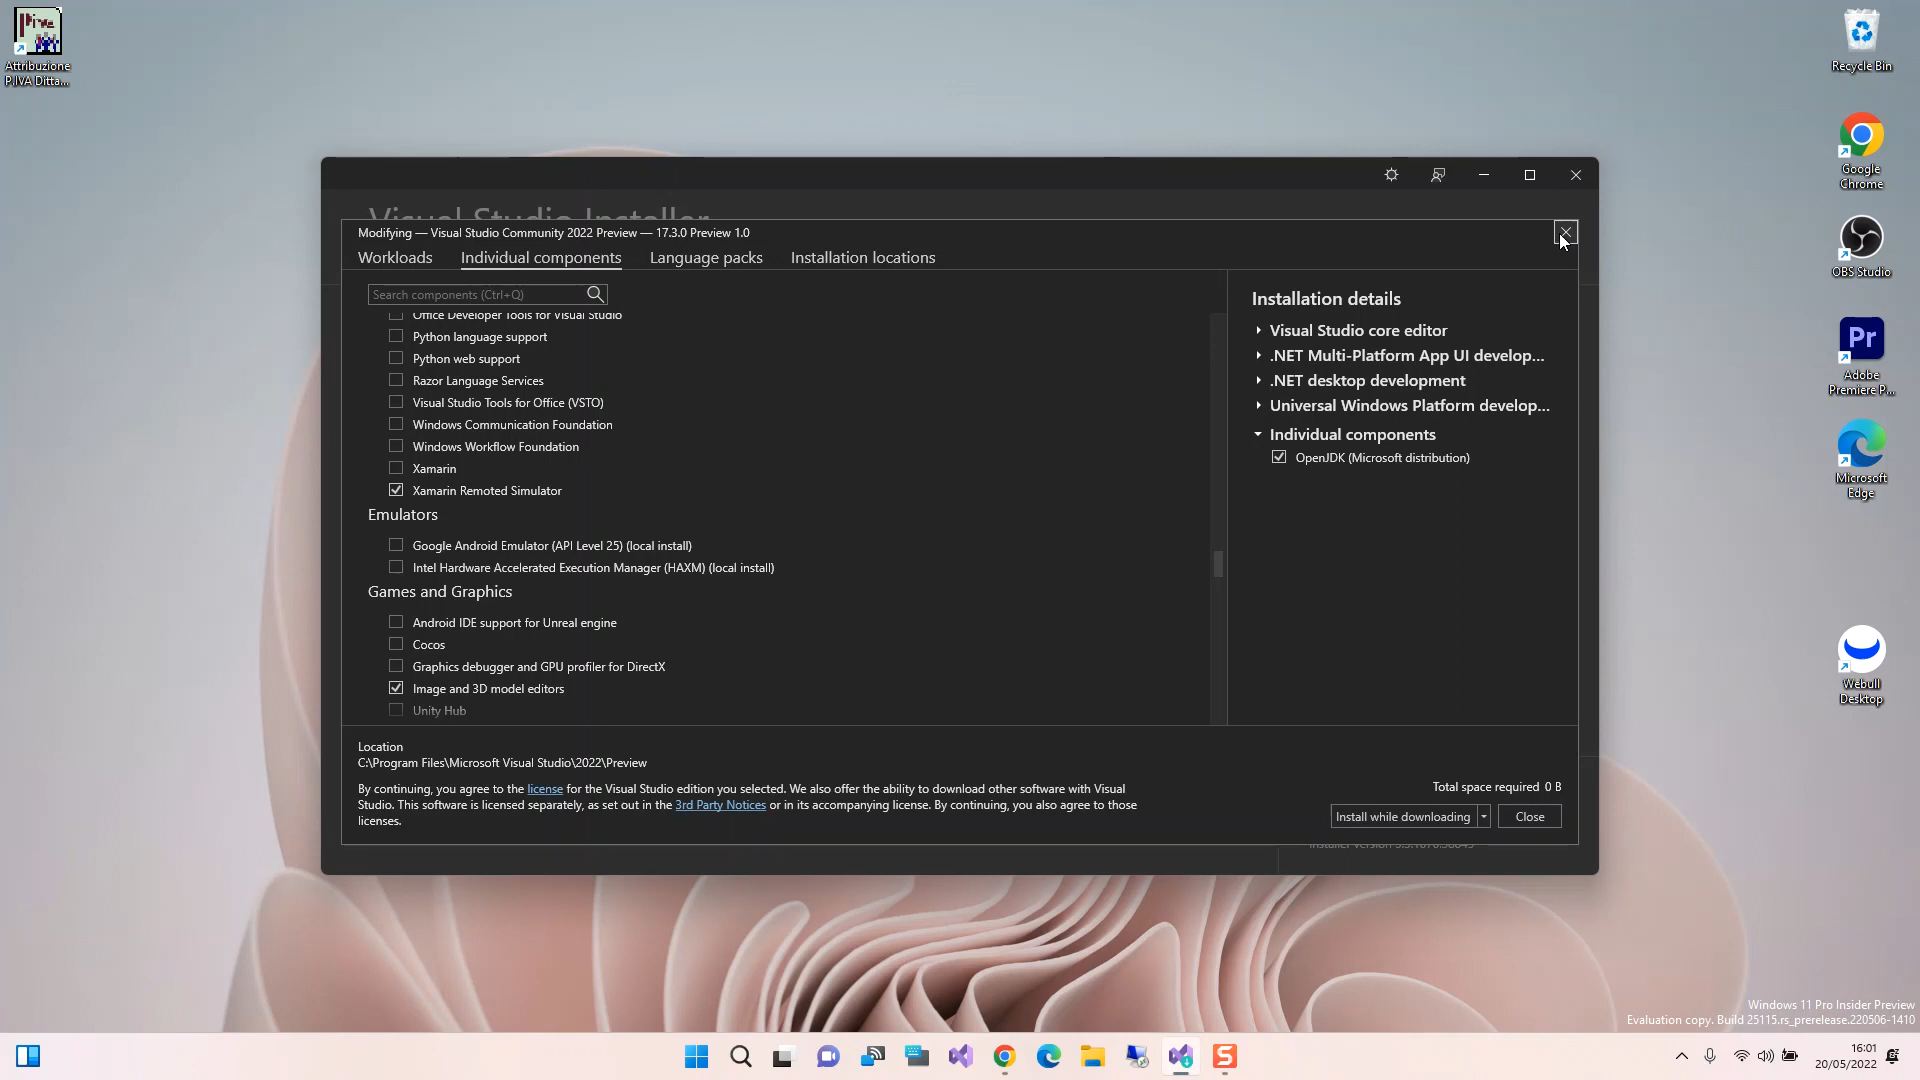 Attribuzione
P.IVA Ditta...
Recycle Bin
Google
Chrome
OBS Studio
Pr
Adobe
Premiere P...
Microsoft
Edge
Webull
Desktop
Visual Studio Installer
Modifying — Visual Studio Community 2022 Preview — 17.3.0 Preview 1.0
Workloads Individual components Language packs Installation locations
Search components (Ctrl+Q)
Office Developer Tools for Visual Studio
Python language support
Python web support
Razor Language Services
Visual Studio Tools for Office (VSTO)
Windows Communication Foundation
Windows Workflow Foundation
Xamarin
Xamarin Remoted Simulator
Emulators
Google Android Emulator (API Level 25) (local install)
Intel Hardware Accelerated Execution Manager (HAXM) (local install)
Games and Graphics
Android IDE support for Unreal engine
Cocos
Graphics debugger and GPU profiler for DirectX
Image and 3D model editors
Unity Hub
Installation details
Visual Studio core editor
.NET Multi-Platform App UI develop...
.NET desktop development
Universal Windows Platform develop...
Individual components
OpenJDK (Microsoft distribution)
Location
C:\Program Files\Microsoft Visual Studio\2022\Preview
By continuing, you agree to the license for the Visual Studio edition you selected. We also offer the ability to download other software with Visual
Studio. This software is licensed separately, as set out in the 3rd Party Notices or in its accompanying license. By continuing, you also agree to those
licenses.
Total space required 0 B
Install while downloading Close
Installer version
Windows 11 Pro Insider Preview
Evaluation copy. Build 25115.rs_prerelease.220506-1410
16:01
20/05/2022